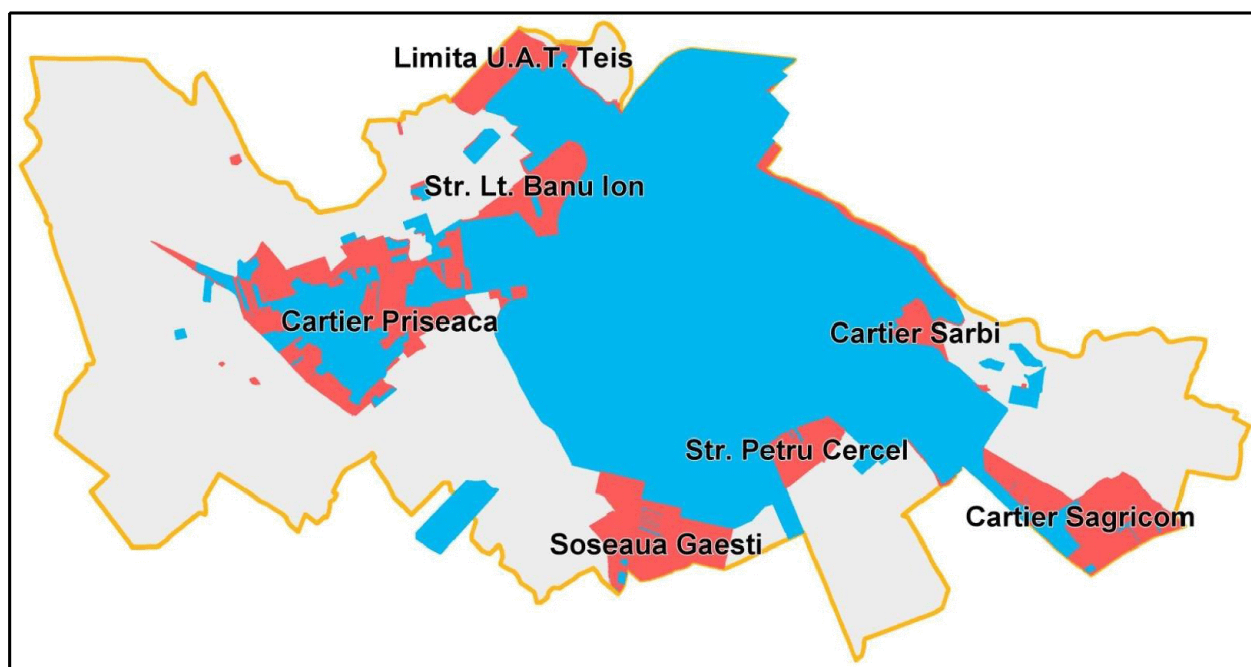 Limita U.A.T. Teis
Str. Lt. Banu Ion
Cartier Priseaca
Cartier Sarbi
Str. Petru Cercel
Cartier Sagricom
Soseaua Gaesti